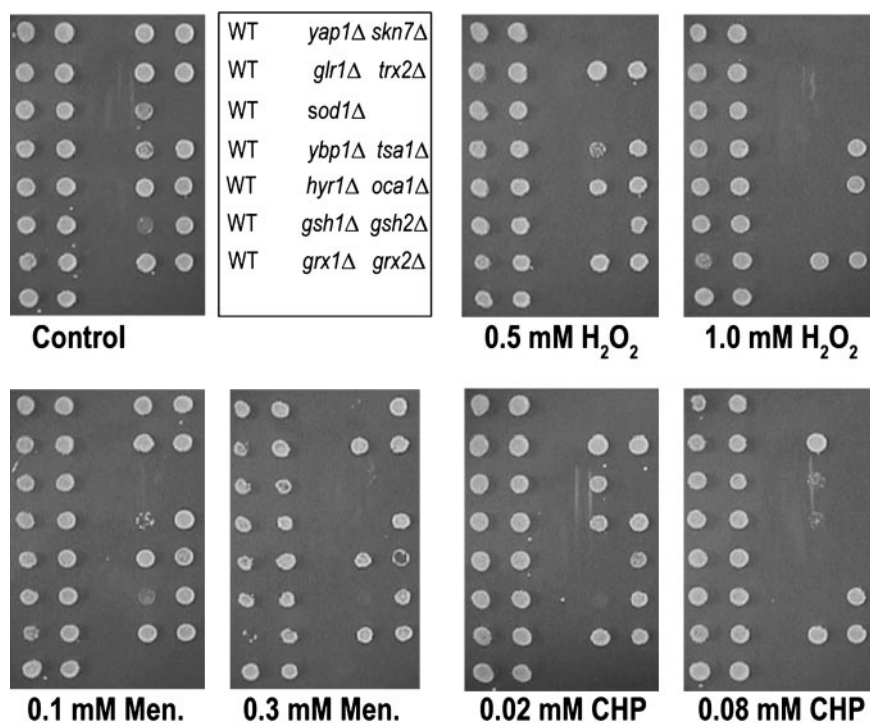 WT yap1Δ skn7Δ
WT glr1Δ trx2Δ
WT sod1Δ
WT ybp1Δ tsa1Δ
WT hyr1Δ oca1Δ
WT gsh1Δ gsh2Δ
WT grx1Δ grx2Δ
Control
0.5 mM H₂O₂
1.0 mM H₂O₂
0.1 mM Men.
0.3 mM Men.
0.02 mM CHP
0.08 mM CHP